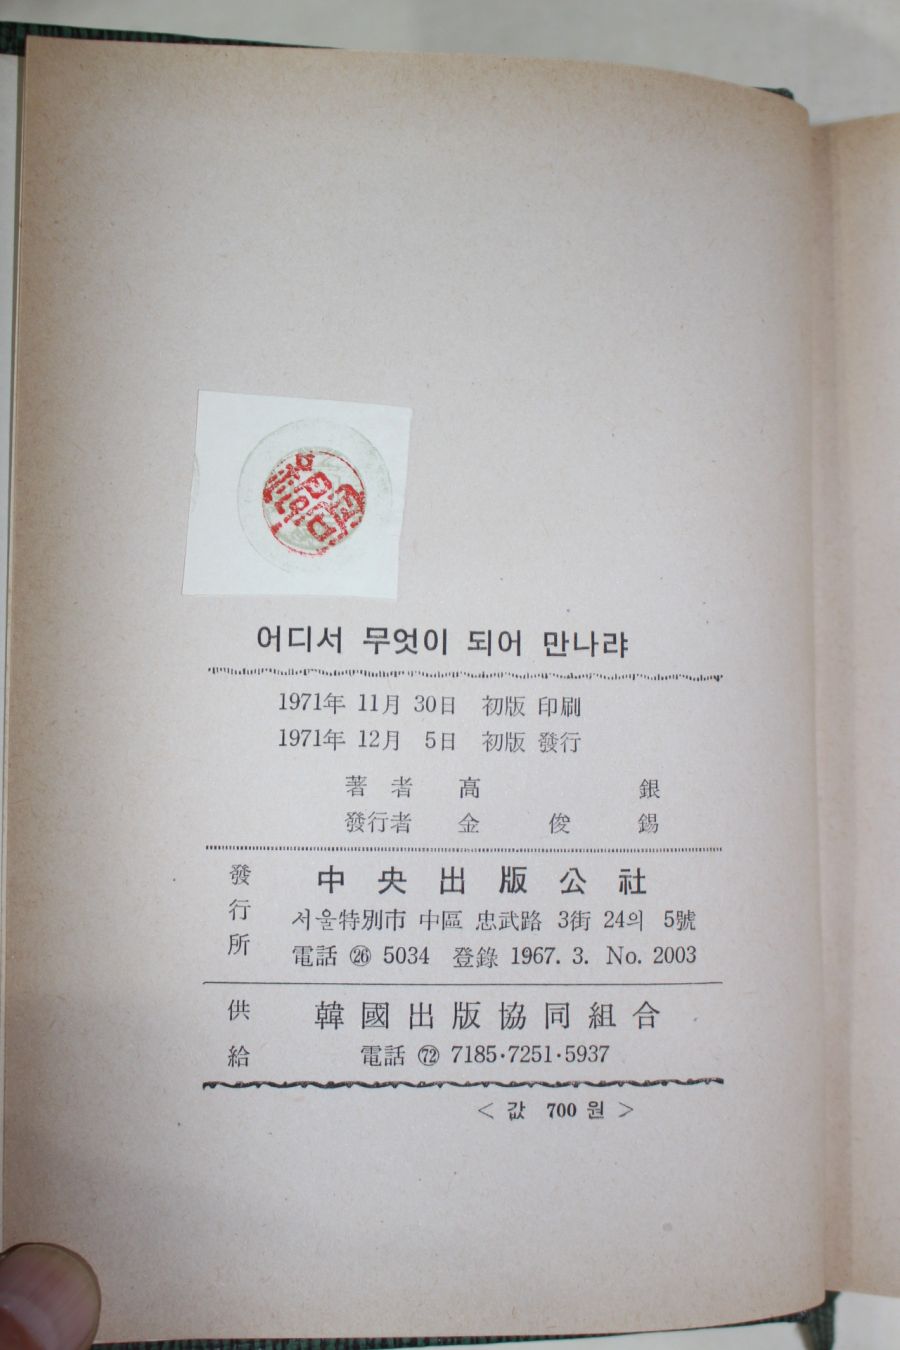 어디서 무엇이 되어 만나랴
1971年 11月 30日 初版 印刷
1971年 12月 5日 初版 發行
著者 高銀
發行者 金俊錫
發行所 中央出版公社
서울特別市 中區 忠武路 3街 24의 5號
電話 ㉖ 5034 登錄 1967. 3. No. 2003
供給 韓國出版協同組合
電話 72 7185·7251·5937
< 값 700 원 >